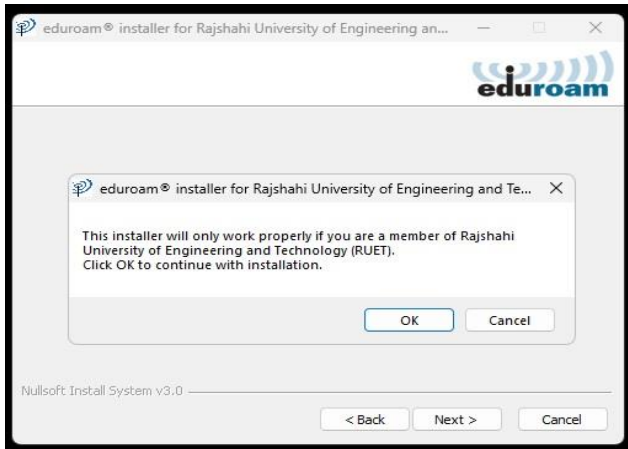 eduroam® installer for Rajshahi University of Engineering an...
eduroam
eduroam® installer for Rajshahi University of Engineering and Te...
This installer will only work properly if you are a member of Rajshahi
University of Engineering and Technology (RUET).
Click OK to continue with installation.
OK Cancel
Nullsoft Install System v3.0
< Back Next > Cancel